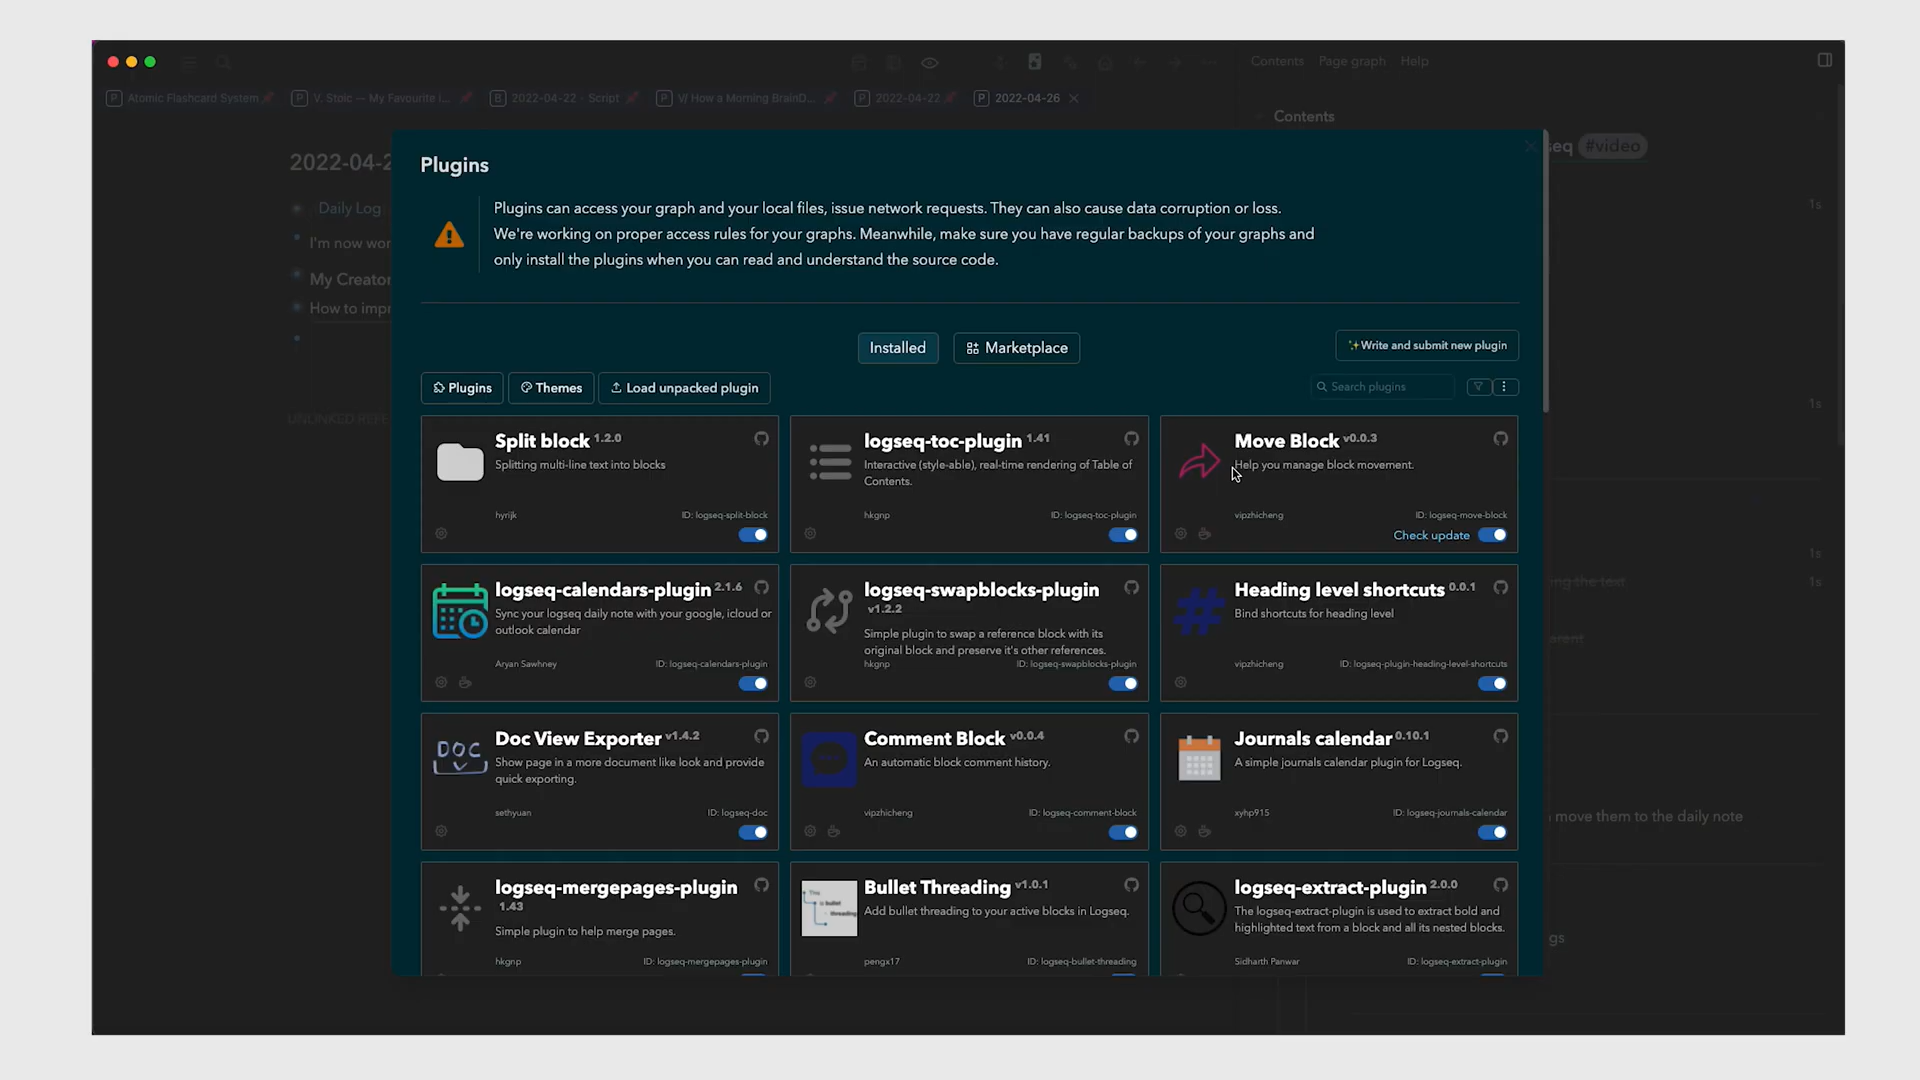 Contents Page graph Help
P Atomic Flashcard System
P V. Stoic — My Favourite i...
B 2022-04-22 - Script
P V/ How a Morning BrainD...
P 2022-04-22
P 2022-04-26
Contents
seq #video
2022-04-2
Daily Log
I'm now wor
My Creator
How to impr
UNLINKED REFE
Plugins
Plugins can access your graph and your local files, issue network requests. They can also cause data corruption or loss.
We're working on proper access rules for your graphs. Meanwhile, make sure you have regular backups of your graphs and
only install the plugins when you can read and understand the source code.
Installed
Marketplace
✨Write and submit new plugin
Plugins
Themes
Load unpacked plugin
Search plugins
Split block 1.2.0
Splitting multi-line text into blocks
hyrijk
ID: logseq-split-block
logseq-toc-plugin 1.41
Interactive (style-able), real-time rendering of Table of
Contents.
hkgnp
ID: logseq-toc-plugin
Move Block v0.0.3
Help you manage block movement.
vipzhicheng
ID: logseq-move-block
Check update
logseq-calendars-plugin 2.1.6
Sync your logseq daily note with your google, icloud or
outlook calendar
Aryan Sawhney
ID: logseq-calendars-plugin
logseq-swapblocks-plugin
v1.2.2
Simple plugin to swap a reference block with its
original block and preserve it's other references.
hkgnp
ID: logseq-swapblocks-plugin
Heading level shortcuts 0.0.1
Bind shortcuts for heading level
vipzhicheng
ID: logseq-plugin-heading-level-shortcuts
DOC
Doc View Exporter v1.4.2
Show page in a more document like look and provide
quick exporting.
sethyuan
ID: logseq-doc
Comment Block v0.0.4
An automatic block comment history.
vipzhicheng
ID: logseq-comment-block
Journals calendar 0.10.1
A simple journals calendar plugin for Logseq.
xyhp915
ID: logseq-journals-calendar
logseq-mergepages-plugin
1.43
Simple plugin to help merge pages.
hkgnp
ID: logseq-mergepages-plugin
This
is bullet
threading
Bullet Threading v1.0.1
Add bullet threading to your active blocks in Logseq.
pengx17
ID: logseq-bullet-threading
logseq-extract-plugin 2.0.0
The logseq-extract-plugin is used to extract bold and
highlighted text from a block and all its nested blocks.
Sidharth Panwar
ID: logseq-extract-plugin
1s
1s
1s
ing the text
1s
arent
move them to the daily note
gs